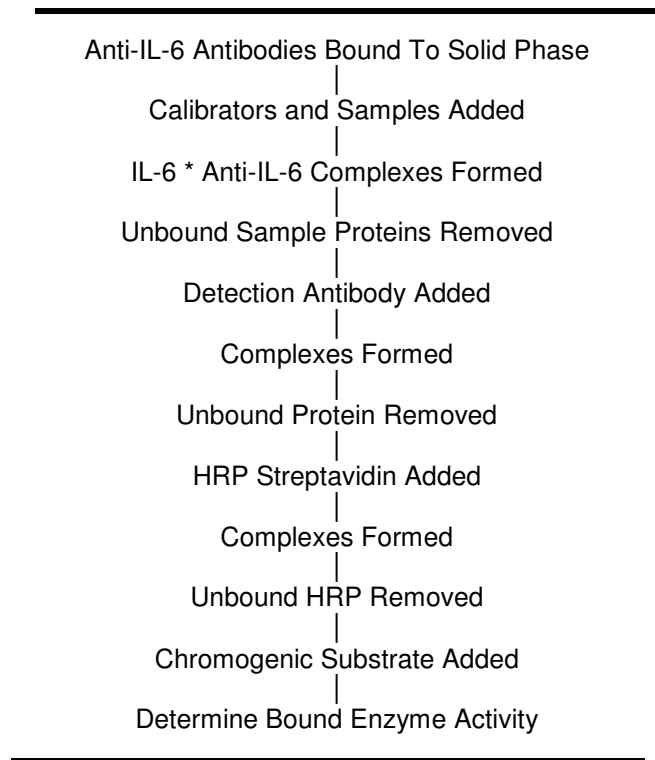 Anti-IL-6 Antibodies Bound To Solid Phase
Calibrators and Samples Added
IL-6 * Anti-IL-6 Complexes Formed
Unbound Sample Proteins Removed
Detection Antibody Added
Complexes Formed
Unbound Protein Removed
HRP Streptavidin Added
Complexes Formed
Unbound HRP Removed
Chromogenic Substrate Added
Determine Bound Enzyme Activity